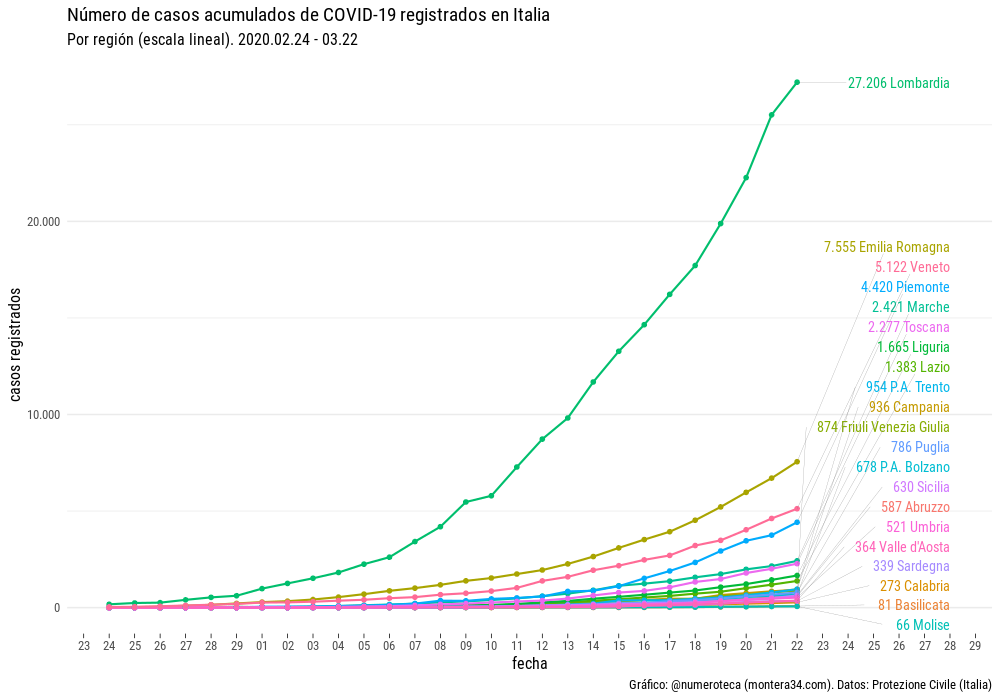 Número de casos acumulados de COVID-19 registrados en Italia
Por región (escala lineal). 2020.02.24 - 03.22
casos registrados
20.000
10.000
0
27.206 Lombardia
7.555 Emilia Romagna
5.122 Veneto
4.420 Piemonte
2.421 Marche
2.277 Toscana
1.665 Liguria
1.383 Lazio
954 P.A. Trento
936 Campania
874 Friuli Venezia Giulia
786 Puglia
678 P.A. Bolzano
630 Sicilia
587 Abruzzo
521 Umbria
364 Valle d'Aosta
339 Sardegna
273 Calabria
81 Basilicata
66 Molise
23 24 25 26 27 28 29 01 02 03 04 05 06 07 08 09 10 11 12 13 14 15 16 17 18 19 20 21 22 23 24 25 26 27 28 29
fecha
Gráfico: @numeroteca (montera34.com). Datos: Protezione Civile (Italia)